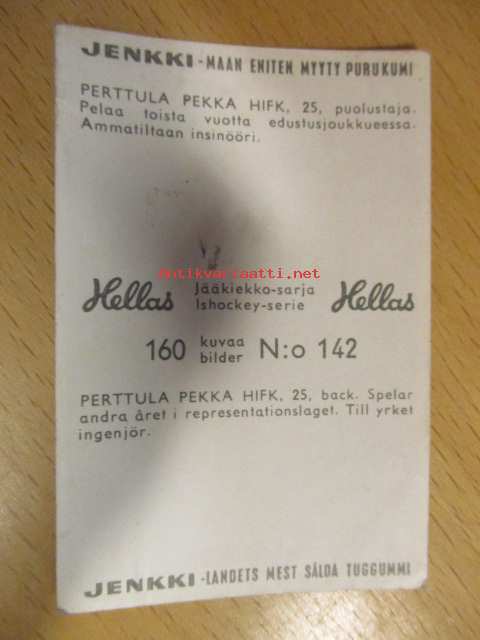 JENKKI - MAAN ENITEN MYYTY PURUKUMI
PERTTULA PEKKA HIFK, 25, puolustaja.
Pelaa toista vuotta edustusjoukkueessa.
Ammatiltaan insinööri.
Antikvariaatti.net
Hellas Jääkiekko-sarja Hellas
Ishockey-serie
160 kuvaa N:o 142
bilder
PERTTULA PEKKA HIFK, 25, back. Spelar
andra året i representationslaget. Till yrket
ingenjör.
JENKKI - LANDETS MEST SÅLDA TUGGUMMI